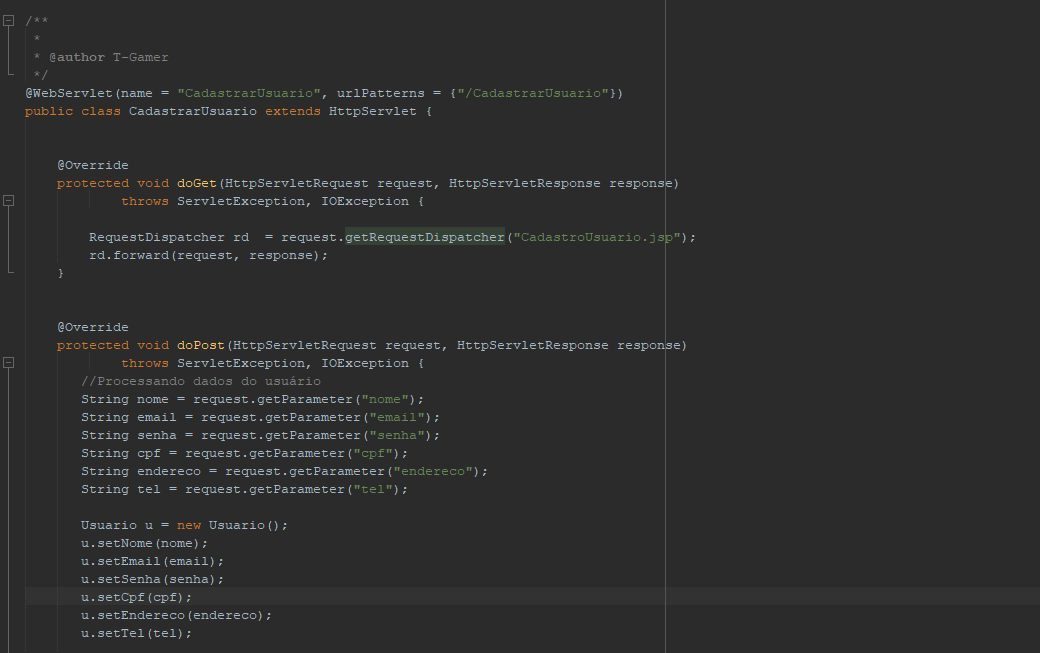 /**
*
* @author T-Gamer
*/
@WebServlet(name = "CadastrarUsuario", urlPatterns = {"/CadastrarUsuario"})
public class CadastrarUsuario extends HttpServlet {
@Override
protected void doGet(HttpServletRequest request, HttpServletResponse response)
throws ServletException, IOException {
RequestDispatcher rd  = request.getRequestDispatcher("CadastroUsuario.jsp");
rd.forward(request, response);
}
@Override
protected void doPost(HttpServletRequest request, HttpServletResponse response)
throws ServletException, IOException {
//Processando dados do usuário
String nome = request.getParameter("nome");
String email = request.getParameter("email");
String senha = request.getParameter("senha");
String cpf = request.getParameter("cpf");
String endereco = request.getParameter("endereco");
String tel = request.getParameter("tel");
Usuario u = new Usuario();
u.setNome(nome);
u.setEmail(email);
u.setSenha(senha);
u.setCpf(cpf);
u.setEndereco(endereco);
u.setTel(tel);